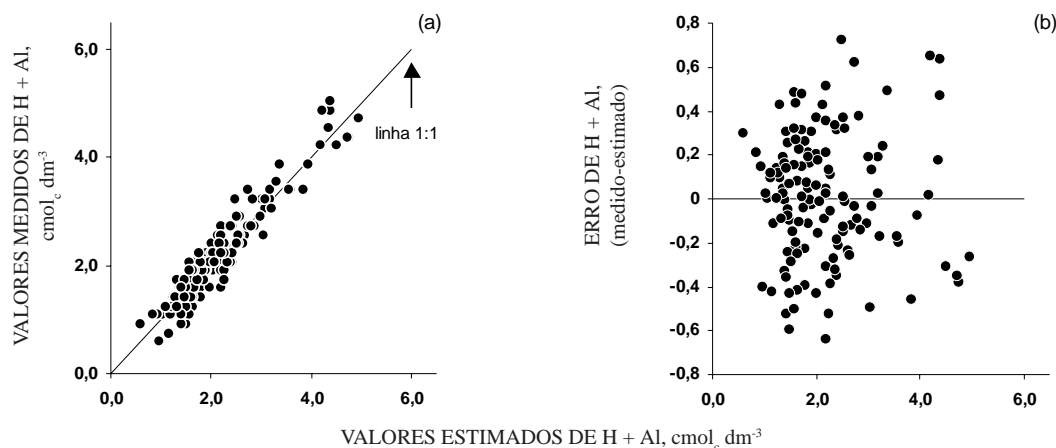 (a)
VALORES MEDIDOS DE H + Al,
cmol_c dm⁻³
6,0
4,0
2,0
0,0
0,0 2,0 4,0 6,0
linha 1:1
(b)
ERRO DE H + Al,
(medido-estimado)
0,8
0,6
0,4
0,2
0
-0,2
-0,4
-0,6
-0,8
0,0 2,0 4,0 6,0
VALORES ESTIMADOS DE H + Al, cmol_c dm⁻³